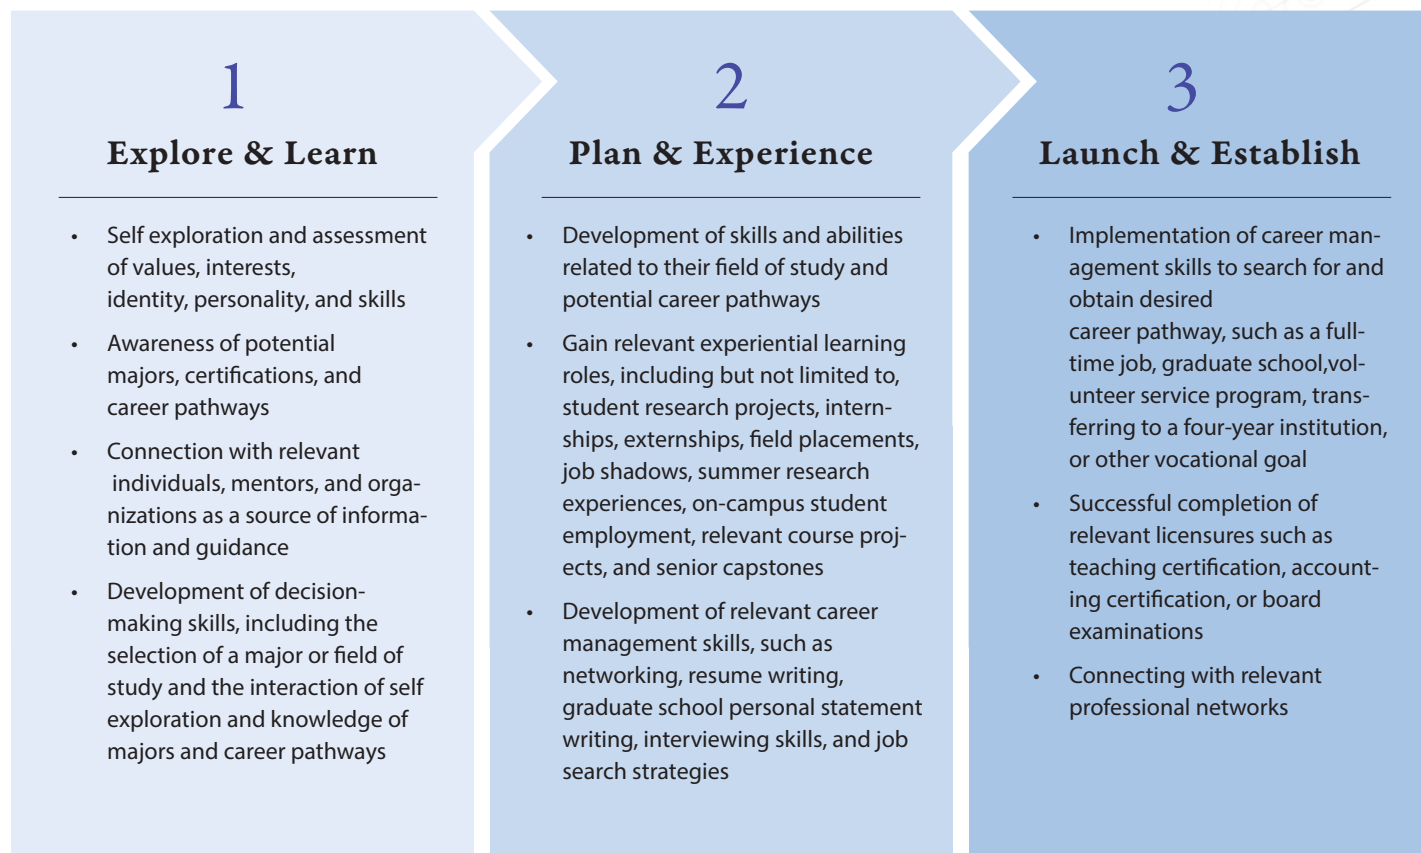 1
Explore & Learn
• Self exploration and assessment
of values, interests,
identity, personality, and skills
• Awareness of potential
majors, certifications, and
career pathways
• Connection with relevant
individuals, mentors, and orga-
nizations as a source of informa-
tion and guidance
• Development of decision-
making skills, including the
selection of a major or field of
study and the interaction of self
exploration and knowledge of
majors and career pathways
2
Plan & Experience
• Development of skills and abilities
related to their field of study and
potential career pathways
• Gain relevant experiential learning
roles, including but not limited to,
student research projects, intern-
ships, externships, field placements,
job shadows, summer research
experiences, on-campus student
employment, relevant course proj-
ects, and senior capstones
• Development of relevant career
management skills, such as
networking, resume writing,
graduate school personal statement
writing, interviewing skills, and job
search strategies
3
Launch & Establish
• Implementation of career man-
agement skills to search for and
obtain desired
career pathway, such as a full-
time job, graduate school,vol-
unteer service program, trans-
ferring to a four-year institution,
or other vocational goal
• Successful completion of
relevant licensures such as
teaching certification, account-
ing certification, or board
examinations
• Connecting with relevant
professional networks